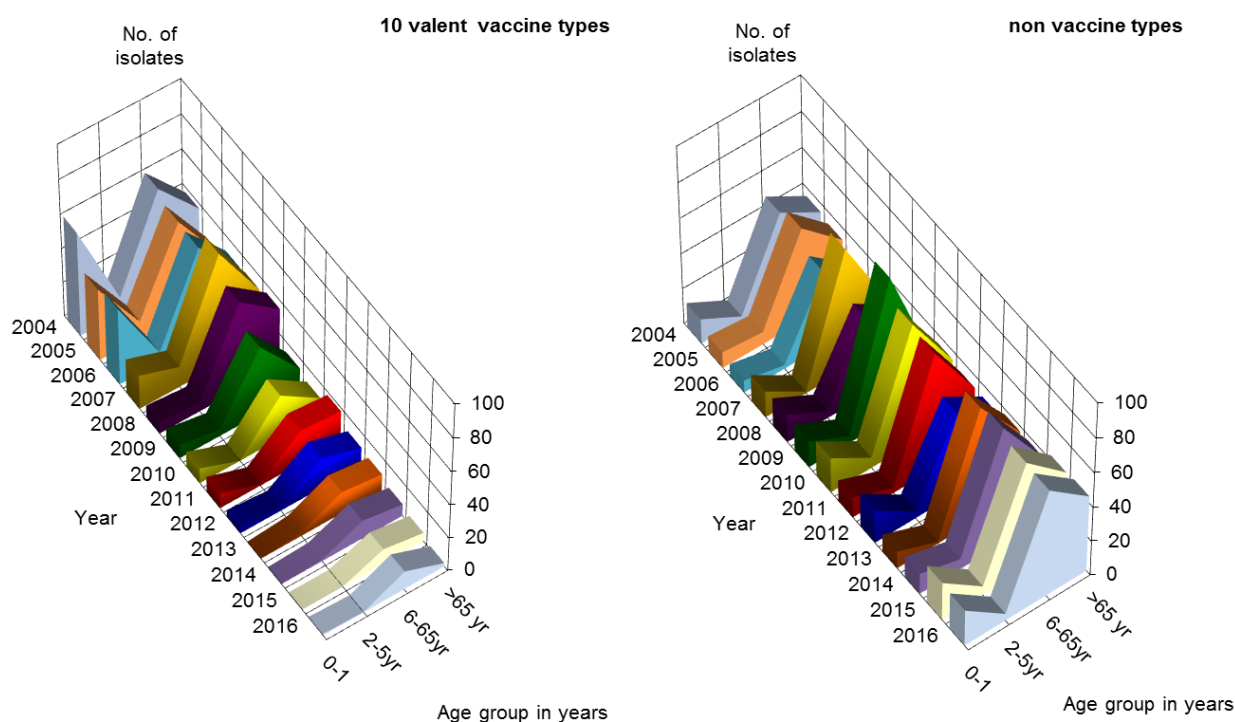 10 valent vaccine types
No. of
isolates
2004
2005
2006
2007
2008
2009
2010
2011
2012
2013
2014
2015
2016
Year
100
80
60
40
20
0
0-1
2-5yr
6-65yr
>65 yr
Age group in years
non vaccine types
No. of
isolates
2004
2005
2006
2007
2008
2009
2010
2011
2012
2013
2014
2015
2016
Year
100
80
60
40
20
0
0-1
2-5yr
6-65yr
>65 yr
Age group in years